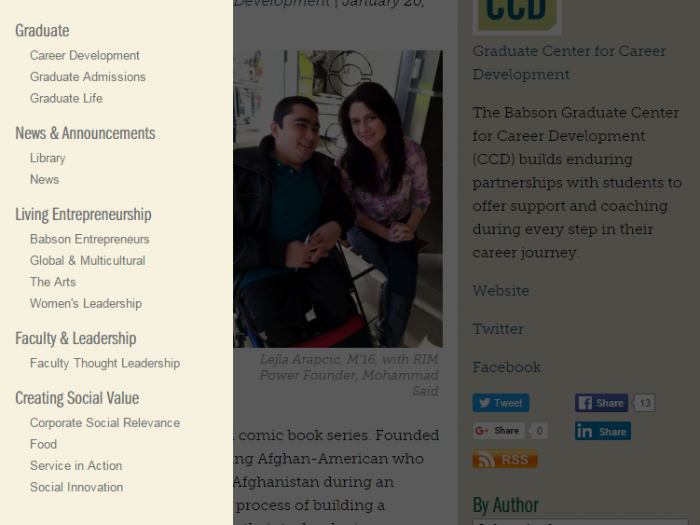 Graduate
Career Development
Graduate Admissions
Graduate Life
News & Announcements
Library
News
Living Entrepreneurship
Babson Entrepreneurs
Global & Multicultural
The Arts
Women's Leadership
Faculty & Leadership
Faculty Thought Leadership
Creating Social Value
Corporate Social Relevance
Food
Service in Action
Social Innovation
Development | January 20,
Lejla Arapcic, M'16, with RIM
Power Founder, Mohammad
Said
comic book series. Founded
ng Afghan-American who
Afghanistan during an
process of building a
CCD
Graduate Center for Career
Development
The Babson Graduate Center
for Career Development
(CCD) builds enduring
partnerships with students to
offer support and coaching
during every step in their
career journey.
Website
Twitter
Facebook
Tweet
Share 13
G+ Share 0
in Share
RSS
By Author